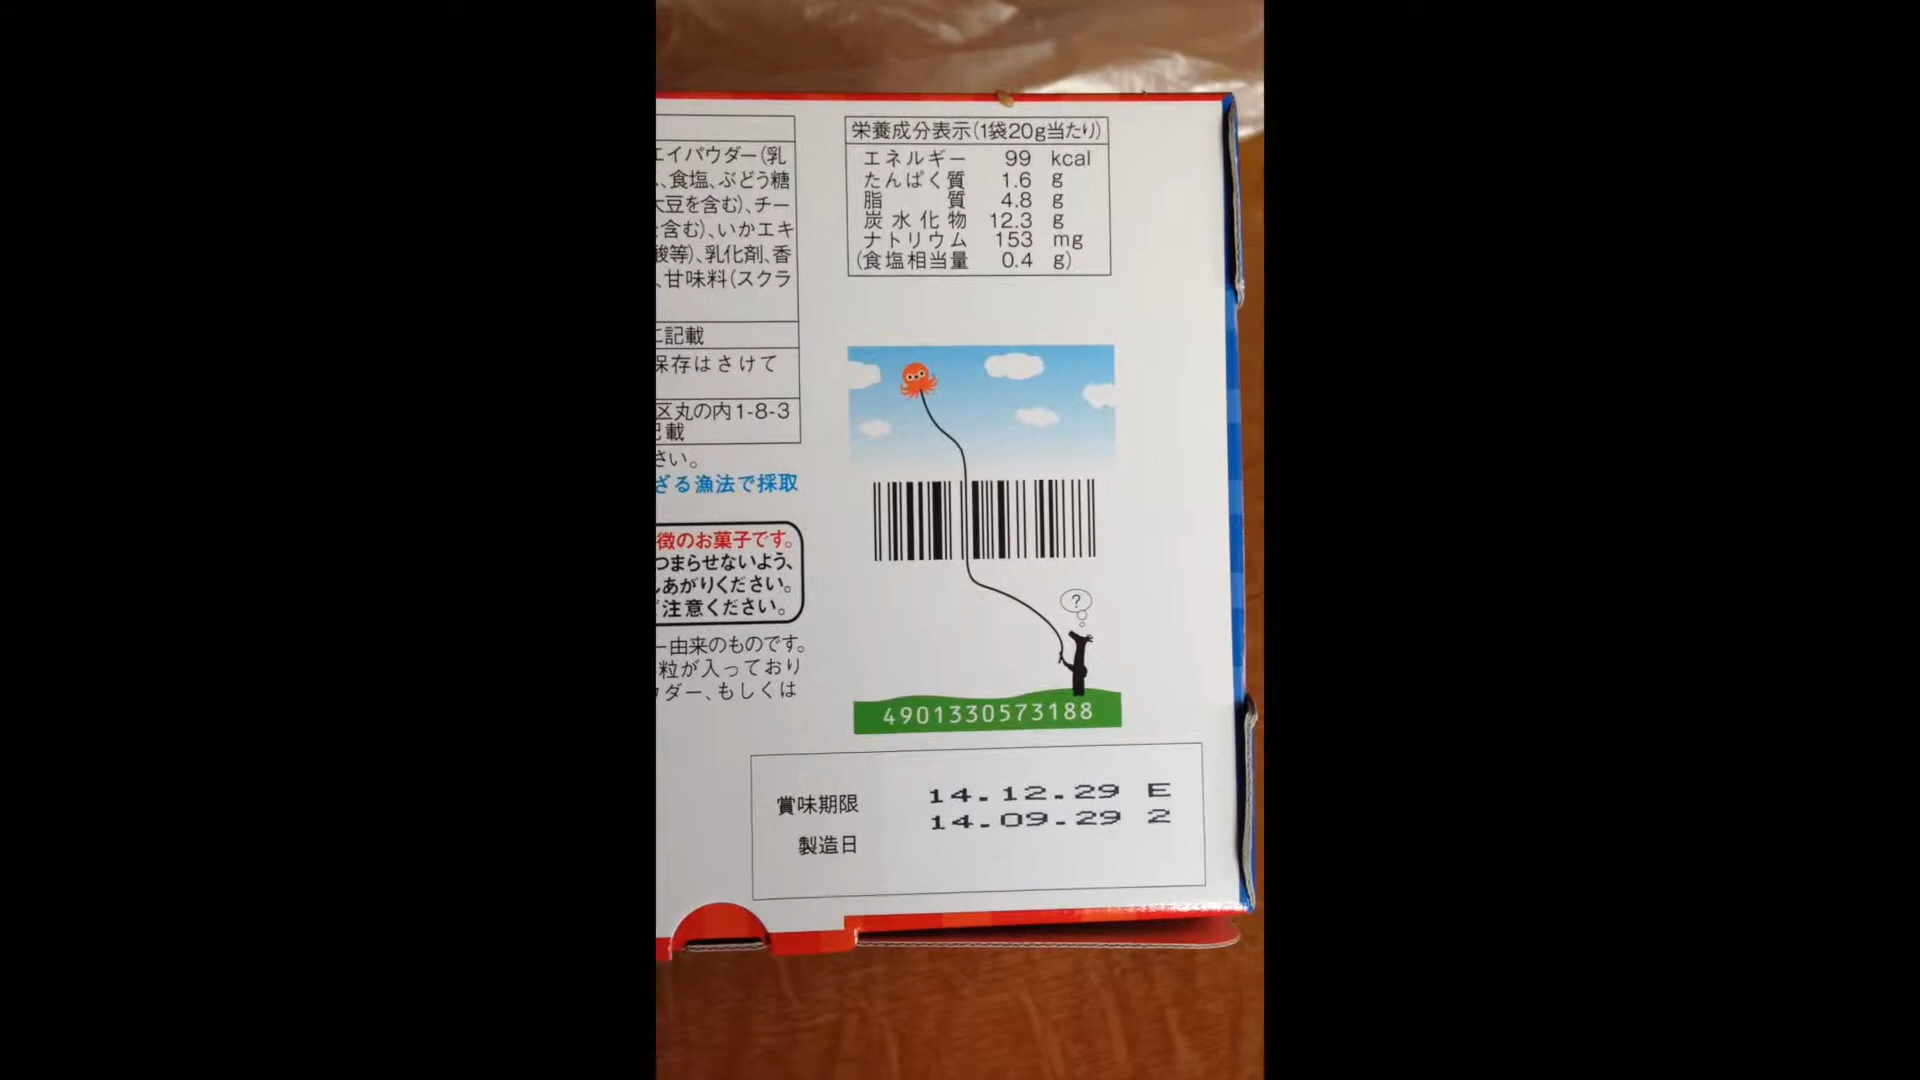 エイパウダー(乳
、食塩、ぶどう糖
大豆を含む)、チー
を含む)、いかエキ
酸等)、乳化剤、香
、甘味料(スクラ
に記載
保存はさけて
区丸の内1-8-3
記載
さい。
ざる漁法で採取
徴のお菓子です。
つまらせないよう、
しあがりください。
ご注意ください。
ー由来のものです。
粒が入っており
ウダー、もしくは
栄養成分表示(1袋20g当たり)
エネルギー 99 kcal
たんぱく質 1.6 g
脂質 4.8 g
炭水化物 12.3 g
ナトリウム 153 mg
(食塩相当量 0.4 g)
?
4901330573188
賞味期限 14.12.29 E
14.09.29 2
製造日